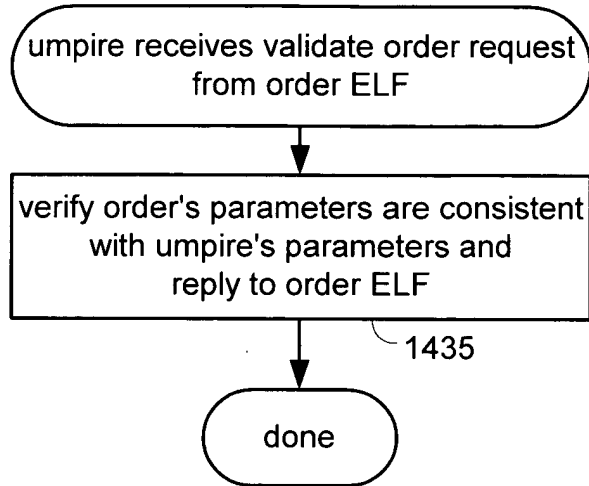 umpire receives validate order request
from order ELF
verify order's parameters are consistent
with umpire's parameters and
reply to order ELF
1435
done